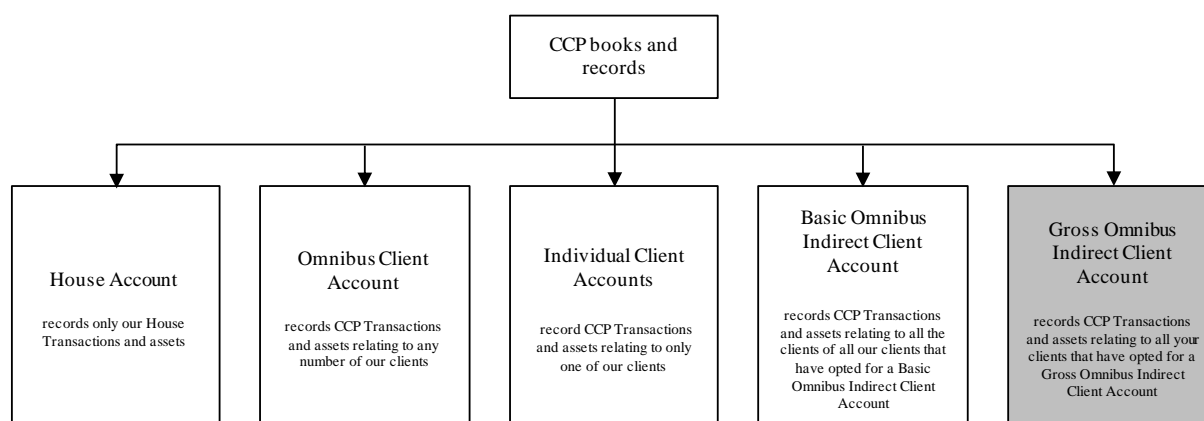 CCP books and
records
House Account
records only our House
Transactions and assets
Omnibus Client
Account
records CCP Transactions
and assets relating to any
number of our clients
Individual Client
Accounts
record CCP Transactions
and assets relating to only
one of our clients
Basic Omnibus
Indirect Client
Account
records CCP Transactions
and assets relating to all the
clients of all our clients that
have opted for a Basic
Omnibus Indirect Client
Account
Gross Omnibus
Indirect Client
Account
records CCP Transactions
and assets relating to all your
clients that have opted for a
Gross Omnibus Indirect
Client Account